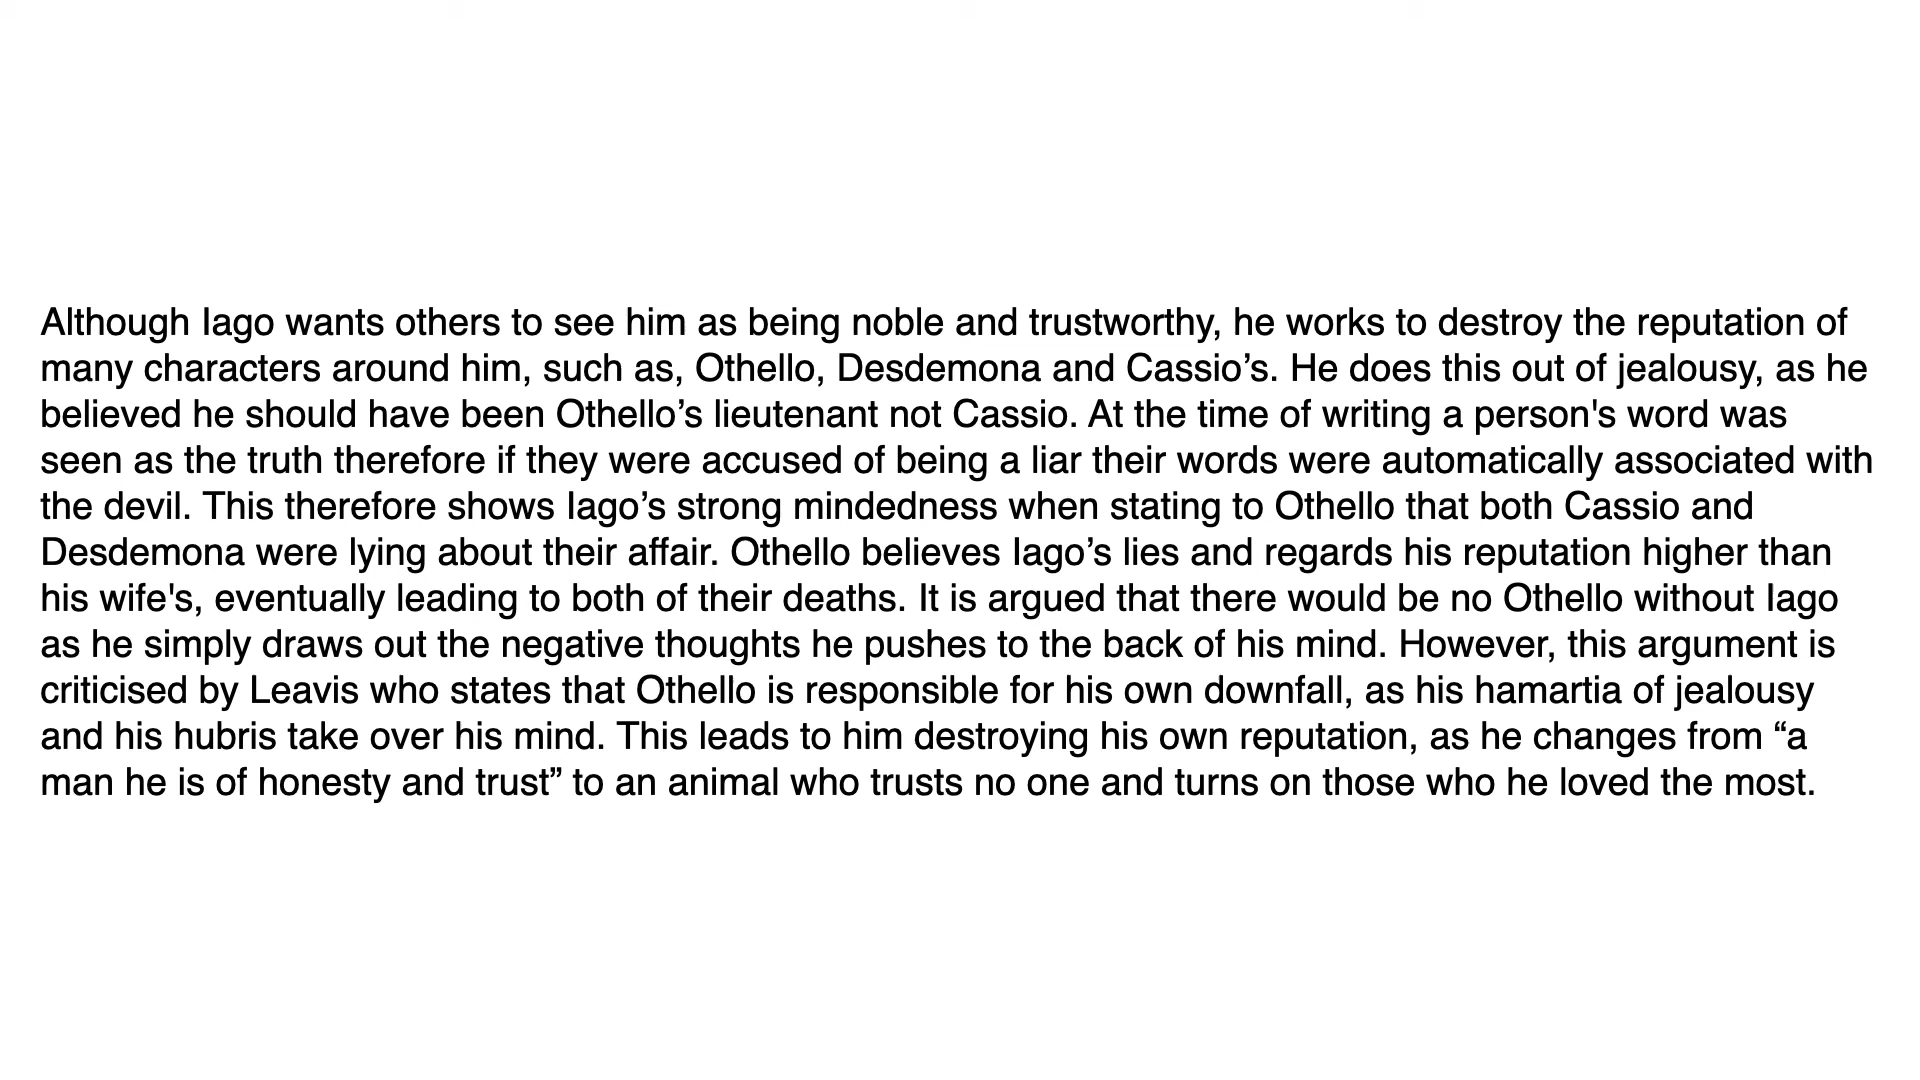 Although Iago wants others to see him as being noble and trustworthy, he works to destroy the reputation of
many characters around him, such as, Othello, Desdemona and Cassio’s. He does this out of jealousy, as he
believed he should have been Othello’s lieutenant not Cassio. At the time of writing a person's word was
seen as the truth therefore if they were accused of being a liar their words were automatically associated with
the devil. This therefore shows Iago’s strong mindedness when stating to Othello that both Cassio and
Desdemona were lying about their affair. Othello believes Iago’s lies and regards his reputation higher than
his wife's, eventually leading to both of their deaths. It is argued that there would be no Othello without Iago
as he simply draws out the negative thoughts he pushes to the back of his mind. However, this argument is
criticised by Leavis who states that Othello is responsible for his own downfall, as his hamartia of jealousy
and his hubris take over his mind. This leads to him destroying his own reputation, as he changes from “a
man he is of honesty and trust” to an animal who trusts no one and turns on those who he loved the most.